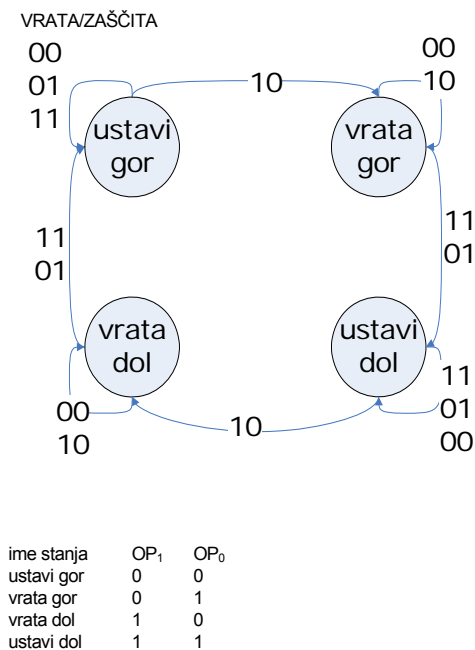 VRATA/ZAŠČITA
00
01
11
10
00
10
ustavi
gor
vrata
gor
11
01
11
01
vrata
dol
ustavi
dol
00
10
10
11
01
00
ime stanja OP₁ OP₀
ustavi gor 0 0
vrata gor 0 1
vrata dol 1 0
ustavi dol 1 1